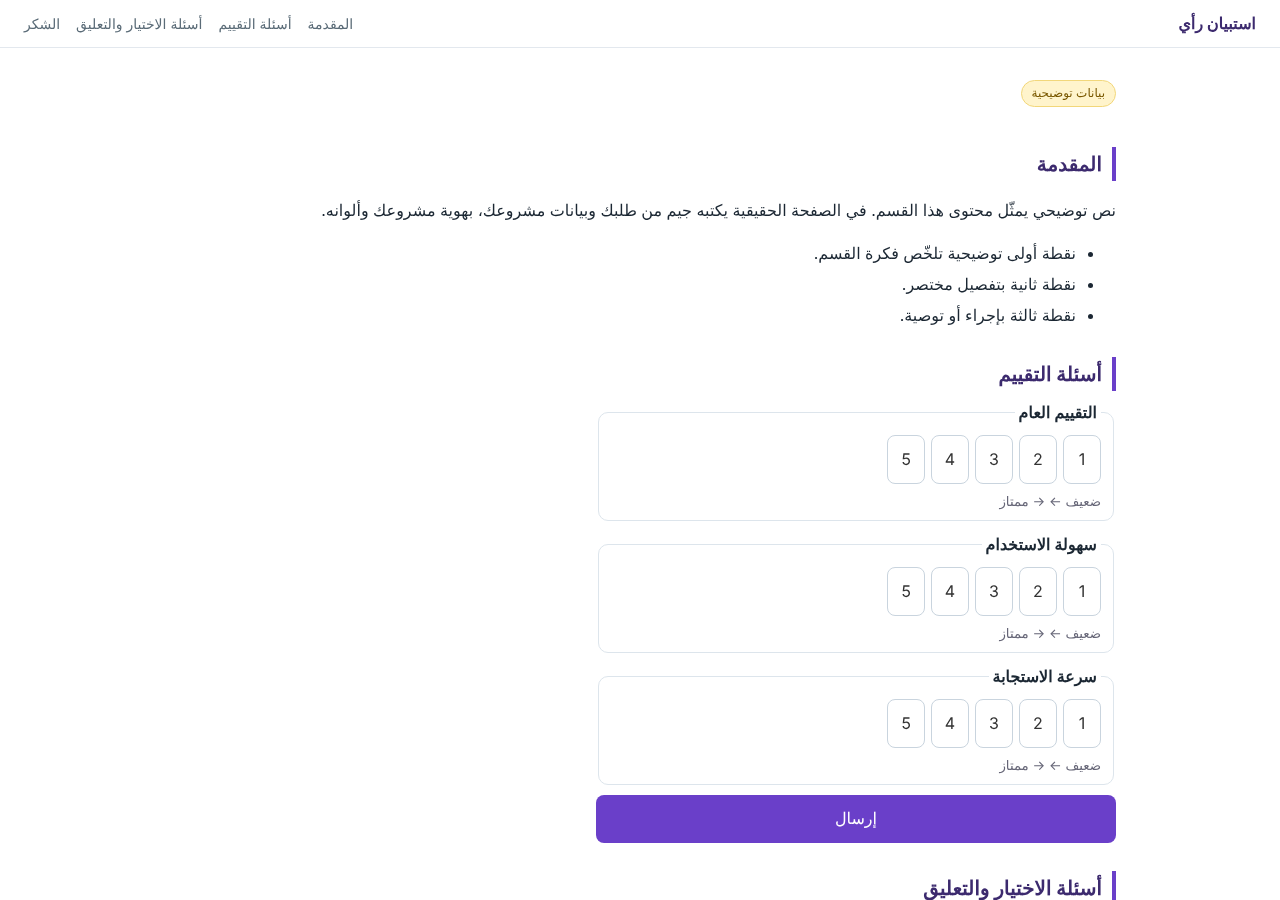 استبيان رأي
المقدمة أسئلة التقييم أسئلة الاختيار والتعليق الشكر
بيانات توضيحية
المقدمة
نص توضيحي يمثّل محتوى هذا القسم. في الصفحة الحقيقية يكتبه جيم من طلبك وبيانات مشروعك، بهوية مشروعك وألوانه.
• نقطة أولى توضيحية تلخّص فكرة القسم.
• نقطة ثانية بتفصيل مختصر.
• نقطة ثالثة بإجراء أو توصية.
أسئلة التقييم
التقييم العام
1 2 3 4 5
ضعيف ← → ممتاز
سهولة الاستخدام
1 2 3 4 5
ضعيف ← → ممتاز
سرعة الاستجابة
1 2 3 4 5
ضعيف ← → ممتاز
إرسال
أسئلة الاختيار والتعليق